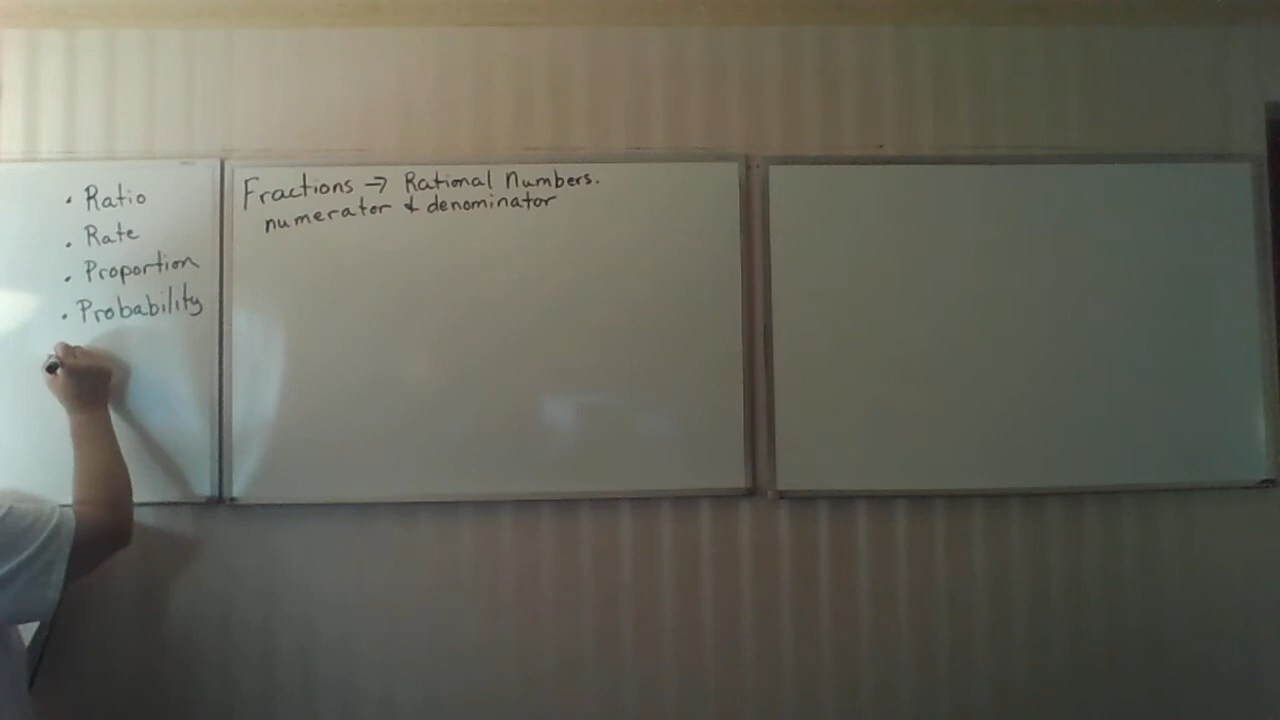 • Ratio
• Rate
• Proportion
• Probability
Fractions → Rational Numbers.
numerator & denominator